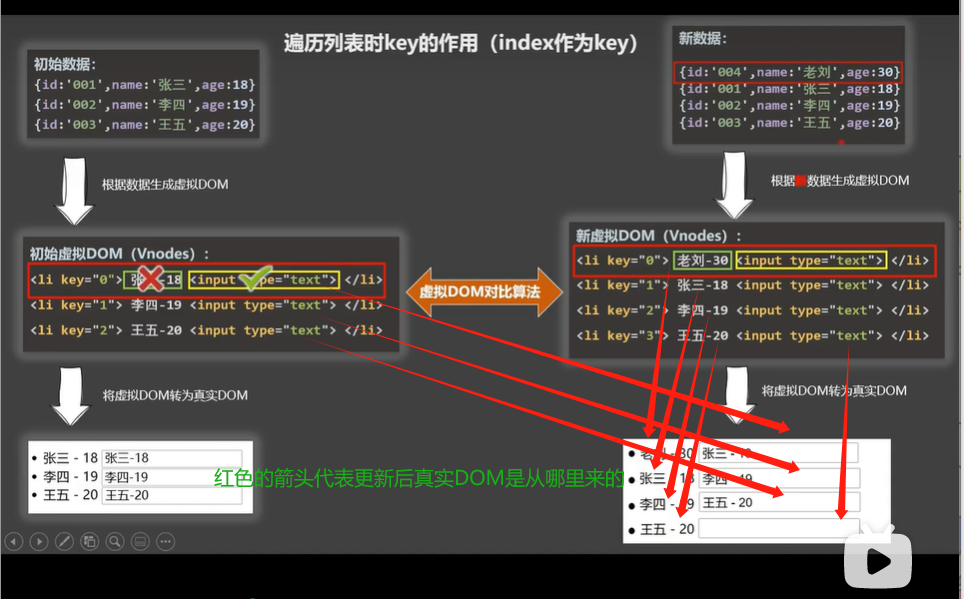 遍历列表时key的作用（index作为key）
初始数据：
{id:'001',name:'张三',age:18}
{id:'002',name:'李四',age:19}
{id:'003',name:'王五',age:20}
新数据：
{id:'004',name:'老刘',age:30}
{id:'001',name:'张三',age:18}
{id:'002',name:'李四',age:19}
{id:'003',name:'王五',age:20}
根据数据生成虚拟DOM
根据 数据生成虚拟DOM
初始虚拟DOM（Vnodes）：
<li key="0"> 张 18 <input type="text"> </li>
<li key="1"> 李四-19 <input type="text"> </li>
<li key="2"> 王五-20 <input type="text"> </li>
虚拟DOM对比算法
新虚拟DOM（Vnodes）：
<li key="0"> 老刘-30 <input type="text"> </li>
<li key="1"> 张三-18 <input type="text"> </li>
<li key="2"> 李四-19 <input type="text"> </li>
<li key="3"> 王五-20 <input type="text"> </li>
将虚拟DOM转为真实DOM
将虚拟DOM转为真实DOM
张三 - 18 张三-18
李四 - 19 李四-19
王五 - 20 王五-20
红色的箭头代表更新后真实DOM是从哪里来的
老 30 张三 - 18
张三 18 李四 - 19
李四 - 9 王五 - 20
王五 - 20